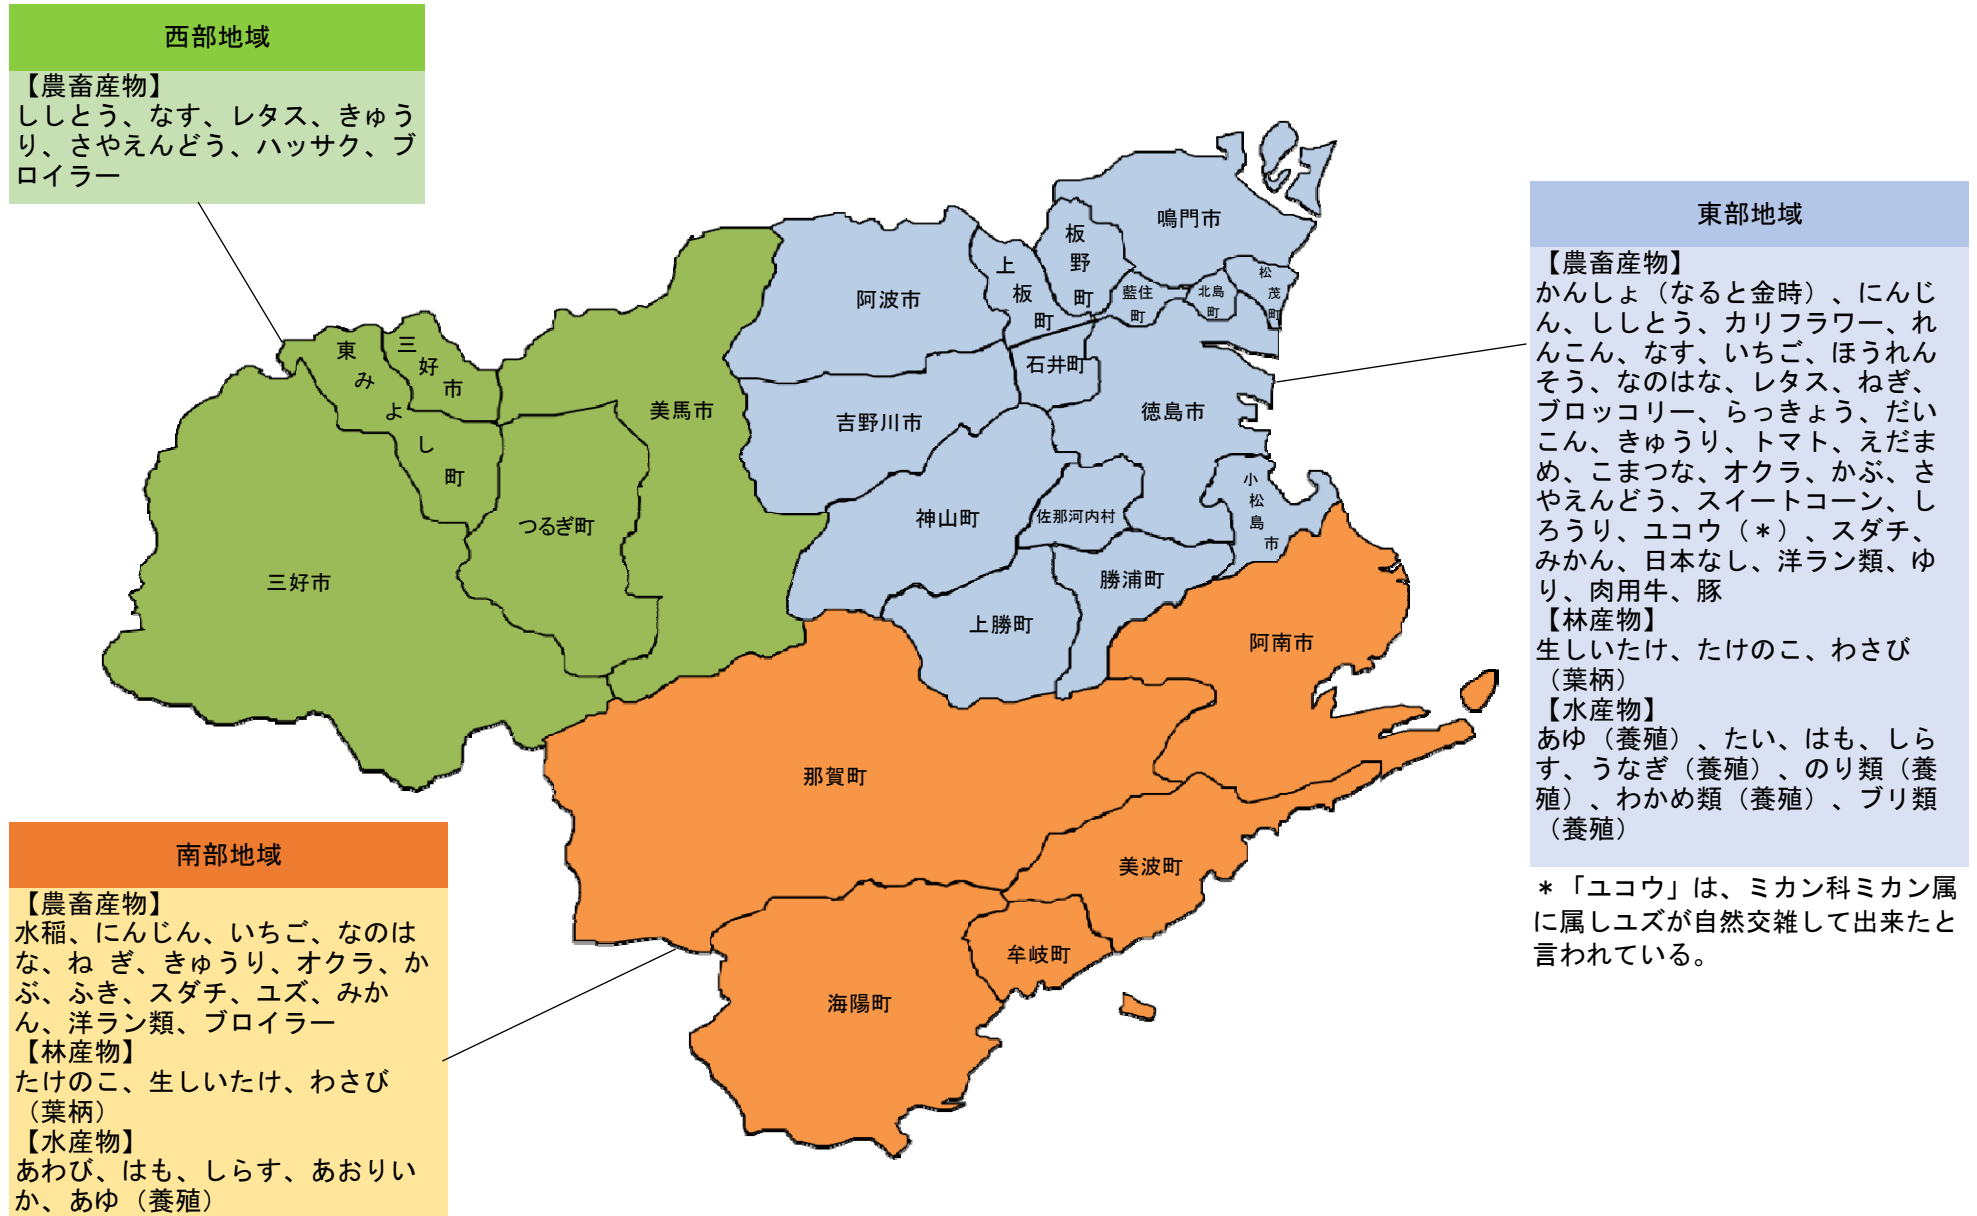 西部地域
【農畜産物】
ししとう、なす、レタス、きゅう
り、さやえんどう、ハッサク、ブ
ロイラー
東部地域
【農畜産物】
かんしょ（なると金時）、にんじ
ん、ししとう、カリフラワー、れ
んこん、なす、いちご、ほうれん
そう、なのはな、レタス、ねぎ、
ブロッコリー、らっきょう、だい
こん、きゅうり、トマト、えだま
め、こまつな、オクラ、かぶ、さ
やえんどう、スイートコーン、し
ろうり、ユコウ（＊）、スダチ、
みかん、日本なし、洋ラン類、ゆ
り、肉用牛、豚
【林産物】
生しいたけ、たけのこ、わさび
（葉柄）
【水産物】
あゆ（養殖）、たい、はも、しら
す、うなぎ（養殖）、のり類（養
殖）、わかめ類（養殖）、ブリ類
（養殖）
＊「ユコウ」は、ミカン科ミカン属
に属しユズが自然交雑して出来たと
言われている。
鳴門市
板野町
上板町
松茂町
北島町
藍住町
阿波市
石井町
徳島市
吉野川市
美馬市
三好市
東みよし町
つるぎ町
三好市
神山町
佐那河内村
小松島市
勝浦町
上勝町
阿南市
那賀町
美波町
牟岐町
海陽町
南部地域
【農畜産物】
水稲、にんじん、いちご、なのは
な、ね ぎ、きゅうり、オクラ、か
ぶ、ふき、スダチ、ユズ、みか
ん、洋ラン類、ブロイラー
【林産物】
たけのこ、生しいたけ、わさび
（葉柄）
【水産物】
あわび、はも、しらす、あおりい
か、あゆ（養殖）